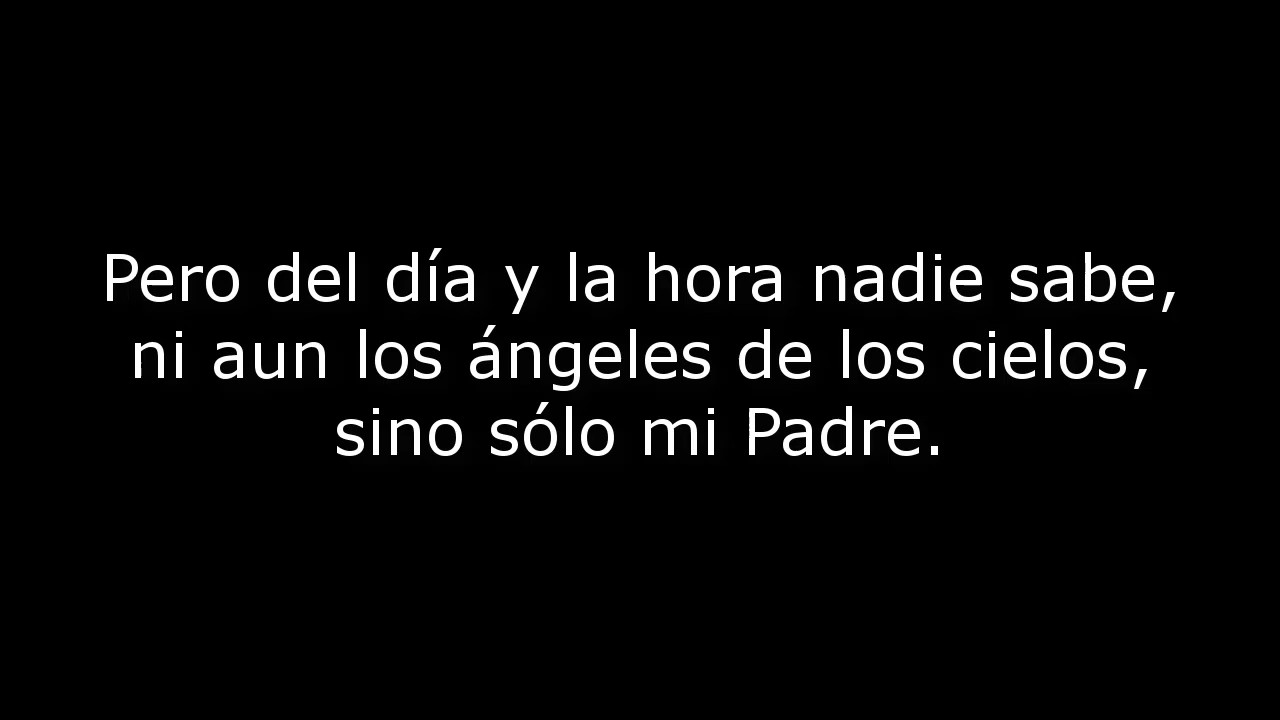 Pero del día y la hora nadie sabe,
ni aun los ángeles de los cielos,
sino sólo mi Padre.